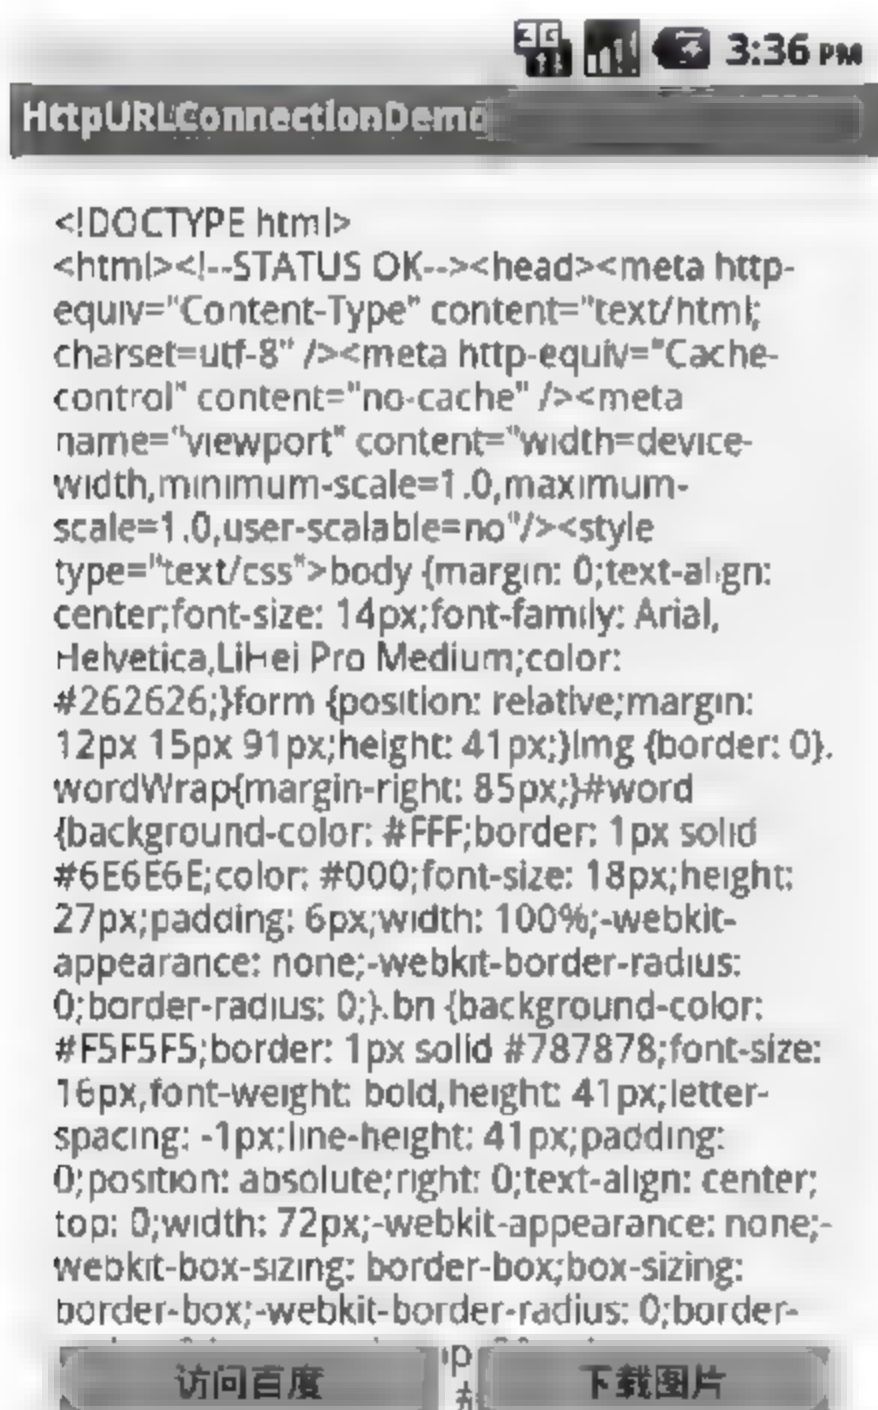 3G 3:36 PM
HttpURLConnectionDemo
<!DOCTYPE html>
<html><!--STATUS OK--><head><meta http-
equiv="Content-Type" content="text/html;
charset=utf-8" /><meta http-equiv="Cache-
control" content="no-cache" /><meta
name="viewport" content="width=device-
width,minimum-scale=1.0,maximum-
scale=1.0,user-scalable=no"/><style
type="text/css">body {margin: 0;text-align:
center;font-size: 14px;font-family: Arial,
Helvetica,LiHei Pro Medium;color:
#262626;}form {position: relative;margin:
12px 15px 91px;height: 41px;}img {border: 0}.
wordWrap{margin-right: 85px;}#word
{background-color: #FFF;border: 1px solid
#6E6E6E;color: #000;font-size: 18px;height:
27px;padding: 6px;width: 100%;-webkit-
appearance: none;-webkit-border-radius:
0;border-radius: 0;}.bn {background-color:
#F5F5F5;border: 1px solid #787878;font-size:
16px;font-weight: bold;height: 41px;letter-
spacing: -1px;line-height: 41px;padding:
0;position: absolute;right: 0;text-align: center;
top: 0;width: 72px;-webkit-appearance: none;-
webkit-box-sizing: border-box;box-sizing:
border-box;-webkit-border-radius: 0;border-
访问百度 下载图片